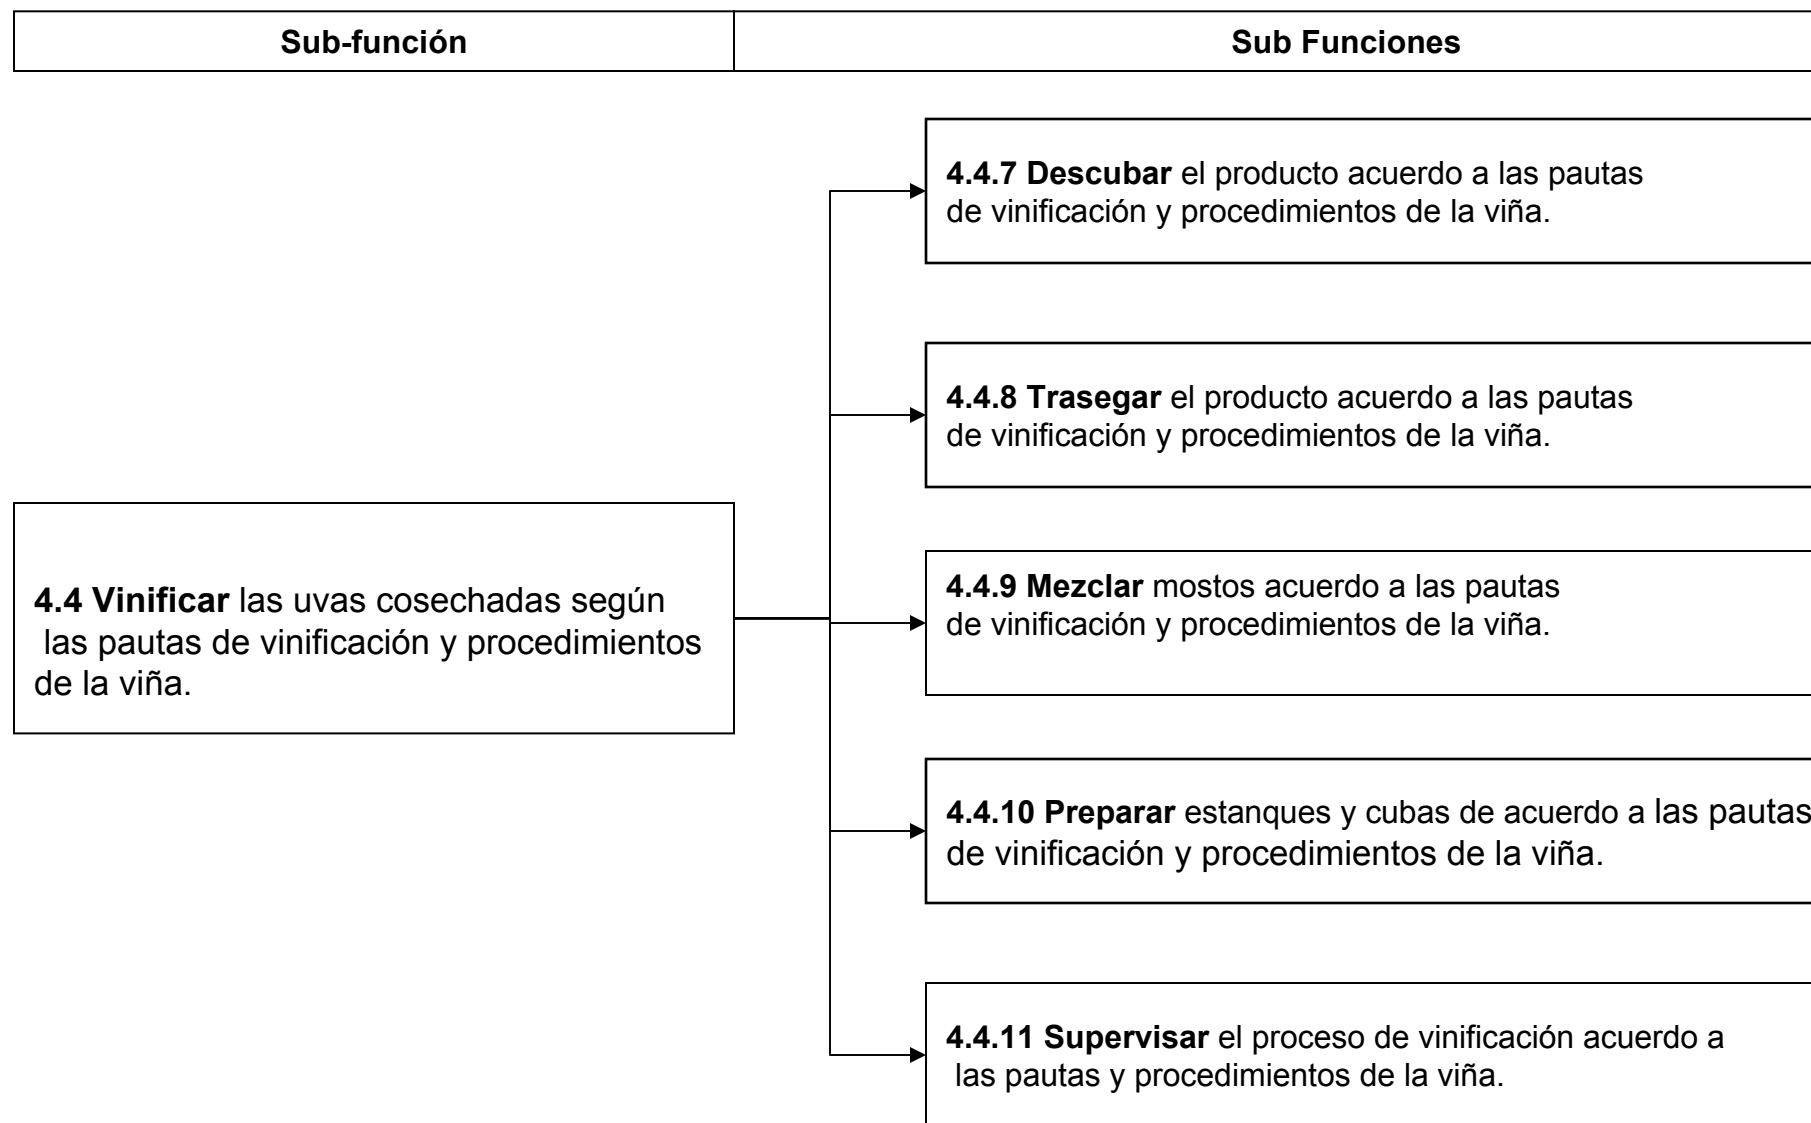 Sub-función
Sub Funciones
4.4.7 Descubar el producto acuerdo a las pautas
de vinificación y procedimientos de la viña.
4.4.8 Trasegar el producto acuerdo a las pautas
de vinificación y procedimientos de la viña.
4.4 Vinificar las uvas cosechadas según
las pautas de vinificación y procedimientos
de la viña.
4.4.9 Mezclar mostos acuerdo a las pautas
de vinificación y procedimientos de la viña.
4.4.10 Preparar estanques y cubas de acuerdo a las pautas
de vinificación y procedimientos de la viña.
4.4.11 Supervisar el proceso de vinificación acuerdo a
las pautas y procedimientos de la viña.